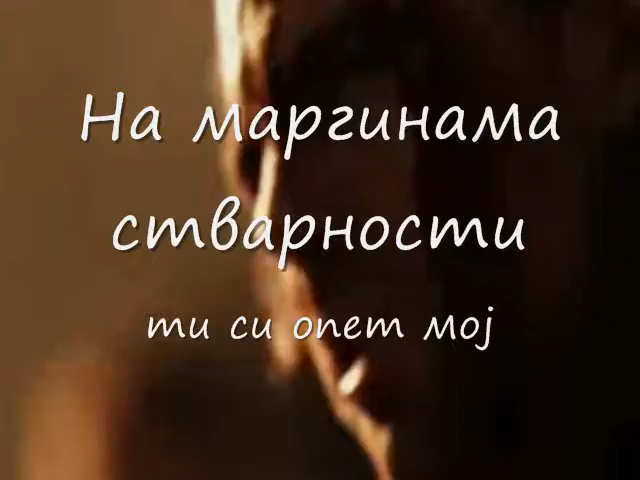 На маргинама
стварности
ти си опет мој